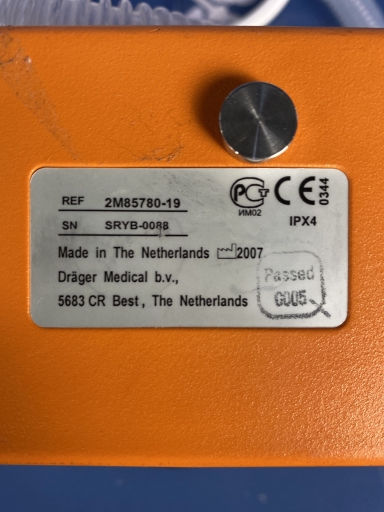 REF 2M85780-19
SN SRYB-0088
PCT CE 0344
ИМ02
IPX4
Made in The Netherlands 2007
Dräger Medical b.v.,
5683 CR Best, The Netherlands
Passed
0005